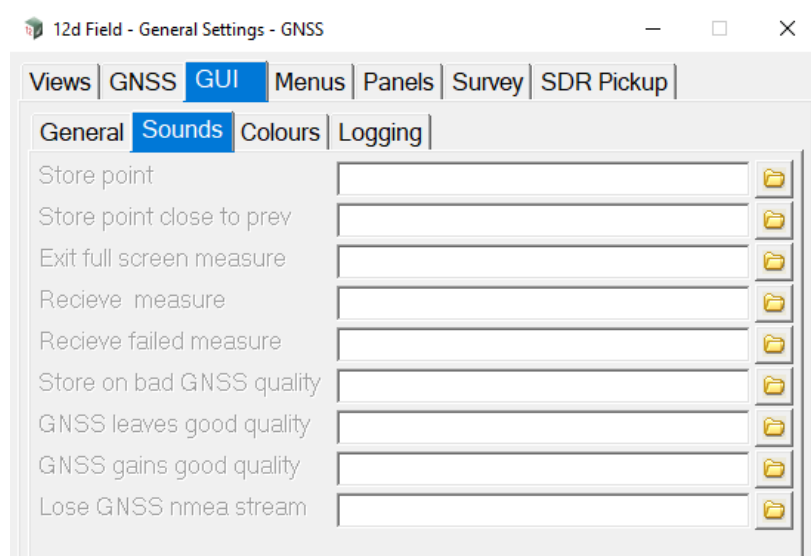 12d Field - General Settings - GNSS
Views GNSS GUI Menus Panels Survey SDR Pickup
General Sounds Colours Logging
Store point
Store point close to prev
Exit full screen measure
Recieve measure
Recieve failed measure
Store on bad GNSS quality
GNSS leaves good quality
GNSS gains good quality
Lose GNSS nmea stream